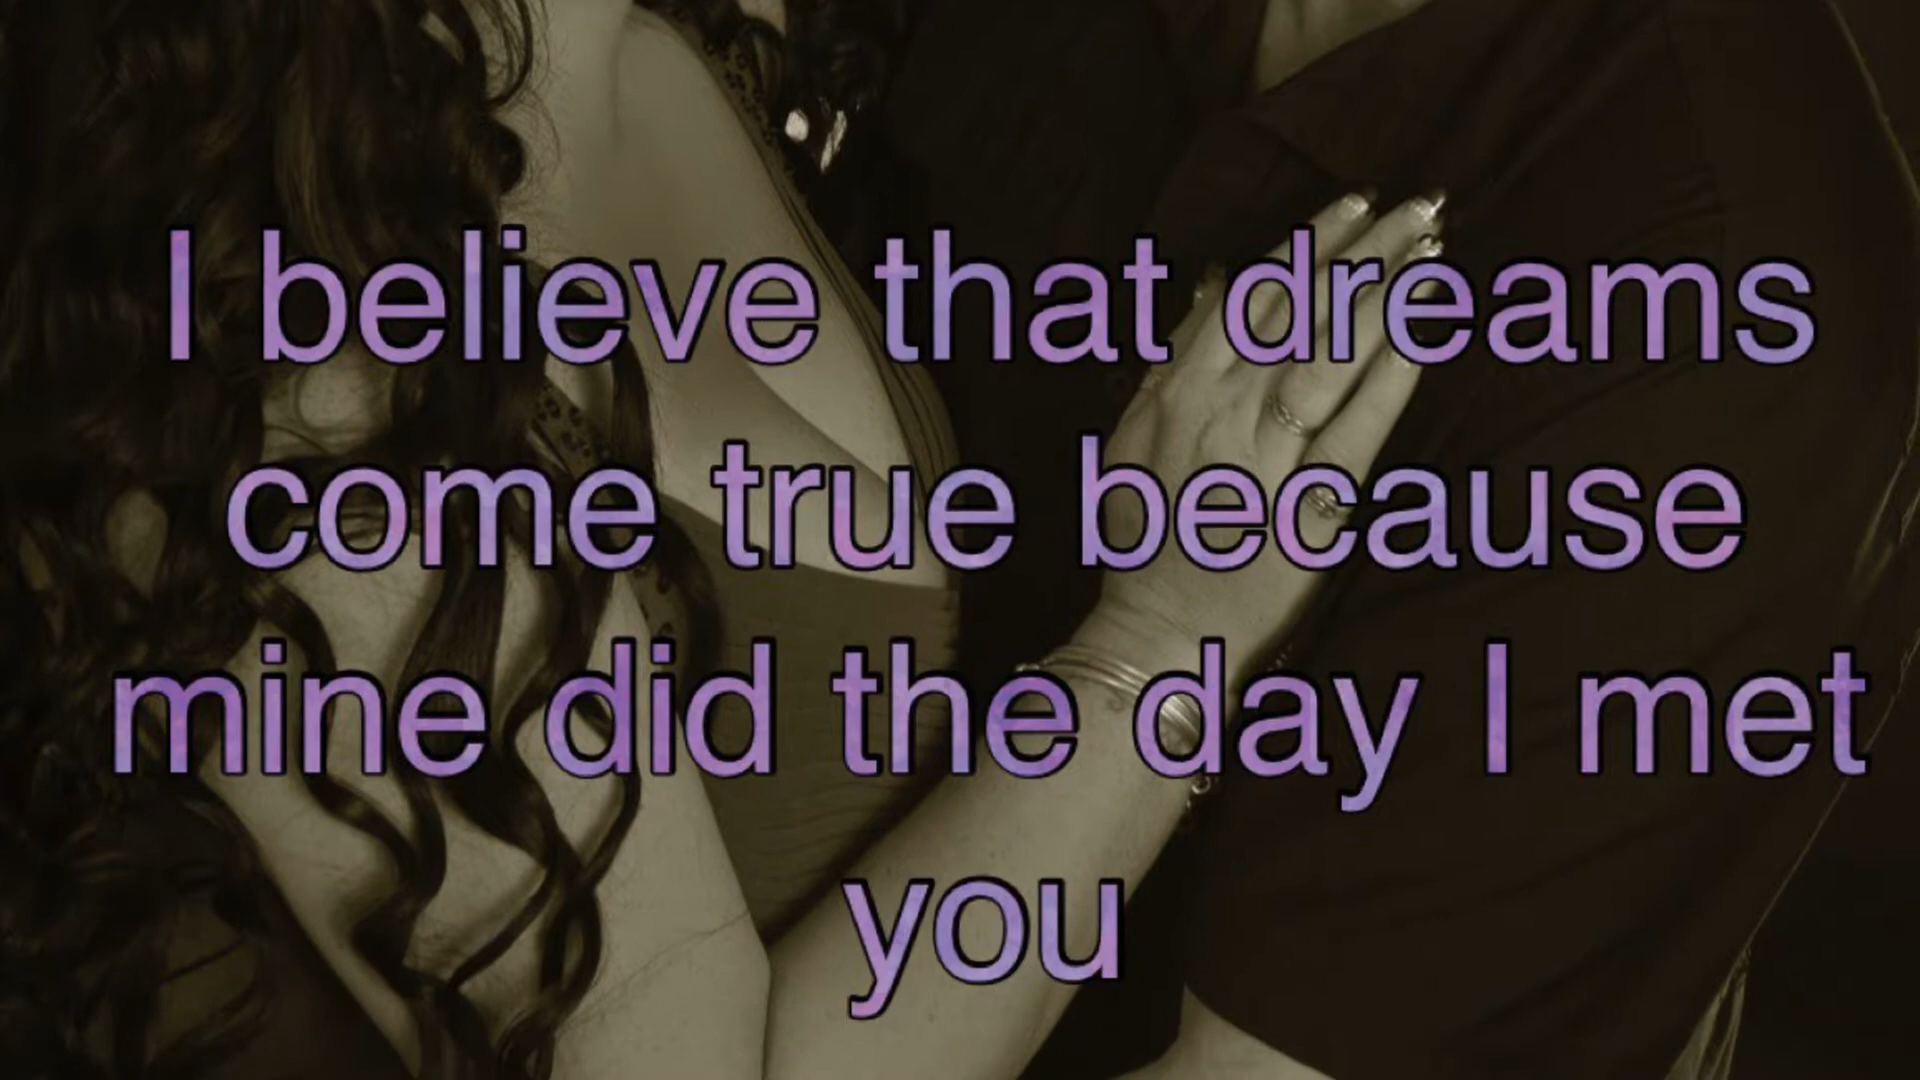 I believe that dreams
come true because
mine did the day I met
you